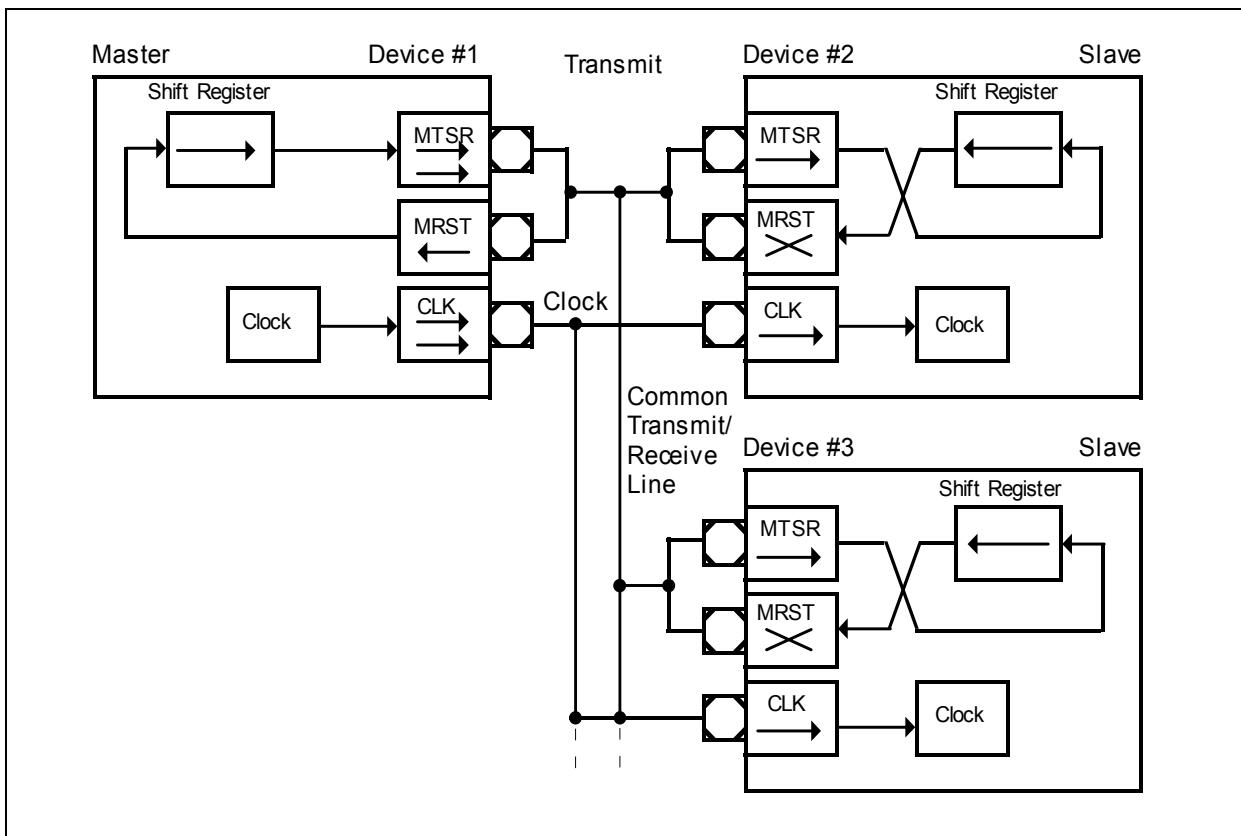 Master
Device #1
Shift Register
MTSR
MRST
Clock
CLK
Transmit
Clock
Common
Transmit/
Receive
Line
Device #2
Slave
Shift Register
MTSR
MRST
CLK
Clock
Device #3
Slave
Shift Register
MTSR
MRST
CLK
Clock